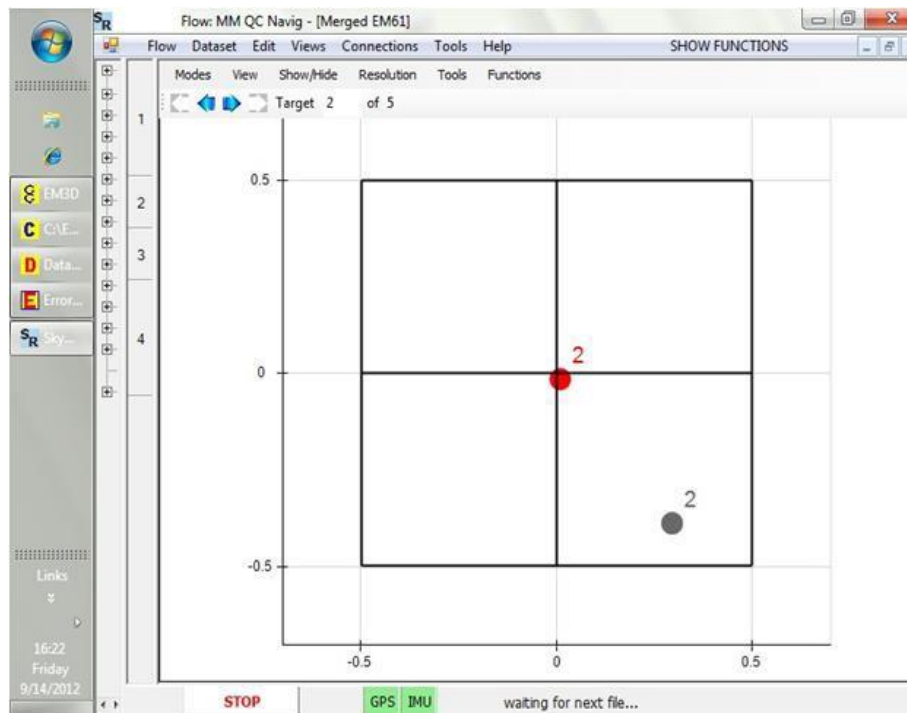 SR Flow: MM QC Navig - [Merged EM61]
Flow Dataset Edit Views Connections Tools Help SHOW FUNCTIONS
Modes View Show/Hide Resolution Tools Functions
Target 2 of 5
1
2
3
4
EM3D
C C:\E...
D Data...
E Error...
SR Sky...
Links
16:22
Friday
9/14/2012
0.5
0
-0.5
2
2
-0.5 0 0.5
STOP GPS IMU waiting for next file...